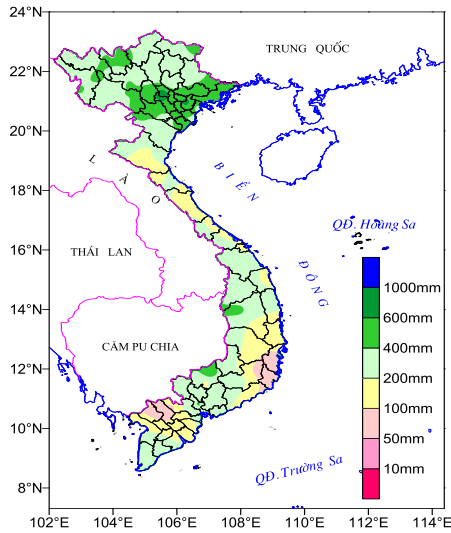 24°N
22°N
20°N
18°N
16°N
14°N
12°N
10°N
8°N
TRUNG QUỐC
LÀO
BIỂN
ĐÔNG
QĐ. Hoàng Sa
THÁI LAN
CĂM PU CHIA
QĐ. Trường Sa
1000mm
600mm
400mm
200mm
100mm
50mm
10mm
102°E 104°E 106°E 108°E 110°E 112°E 114°E